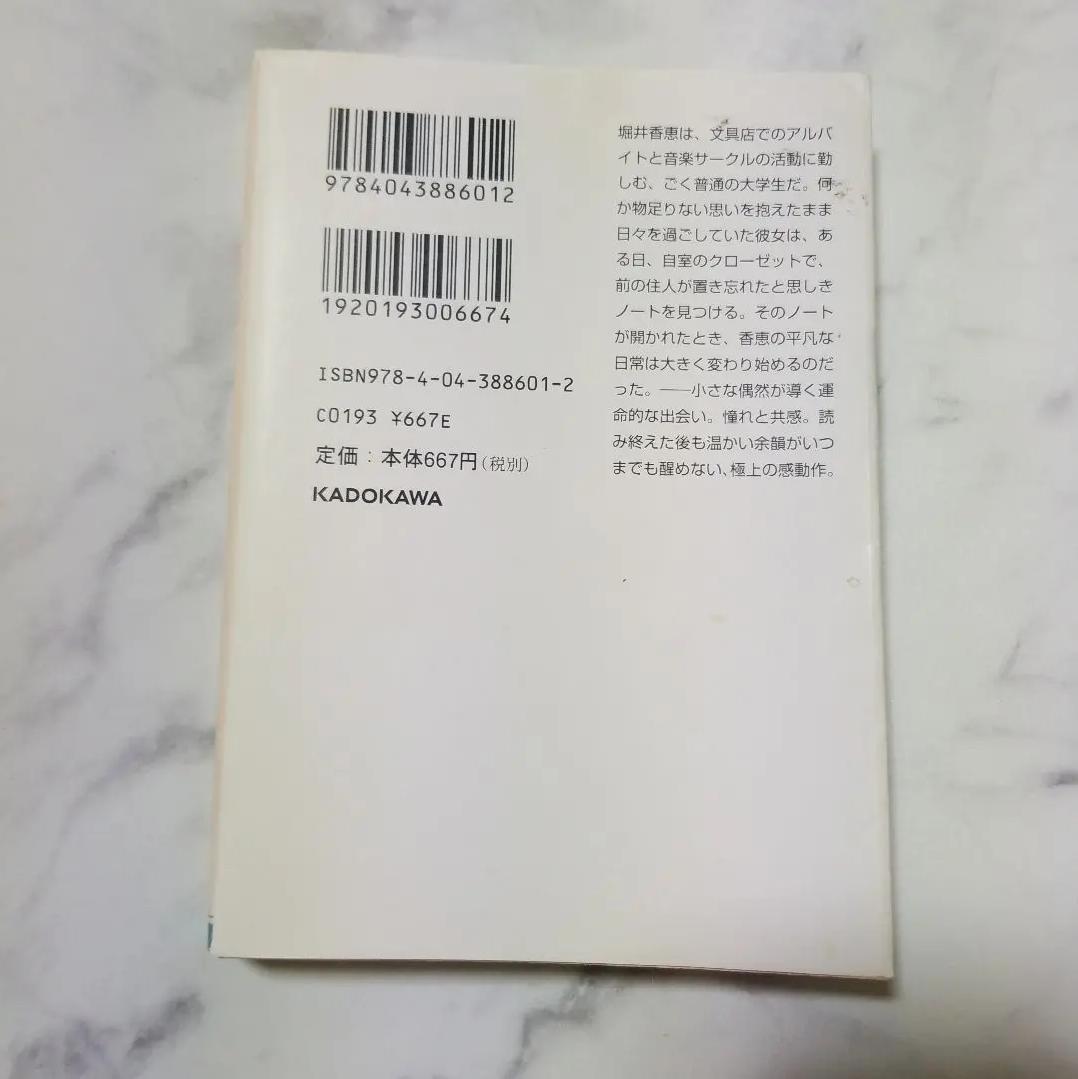 9784043886012
1920193006674
ISBN978-4-04-388601-2
C0193 ¥667E
定価：本体667円(税別)
KADOKAWA
堀井香恵は、文具店でのアルバ
イトと音楽サークルの活動に勤
しむ、ごく普通の大学生だ。何
か物足りない思いを抱えたまま
日々を過ごしていた彼女は、あ
る日、自室のクローゼットで、
前の住人が置き忘れたと思しき
ノートを見つける。そのノート
が開かれたとき、香恵の平凡な
日常は大きく変わり始めるのだ
った。――小さな偶然が導く運
命的な出会い。憧れと共感。読
み終えた後も温かい余韻がいつ
までも醒めない、極上の感動作。